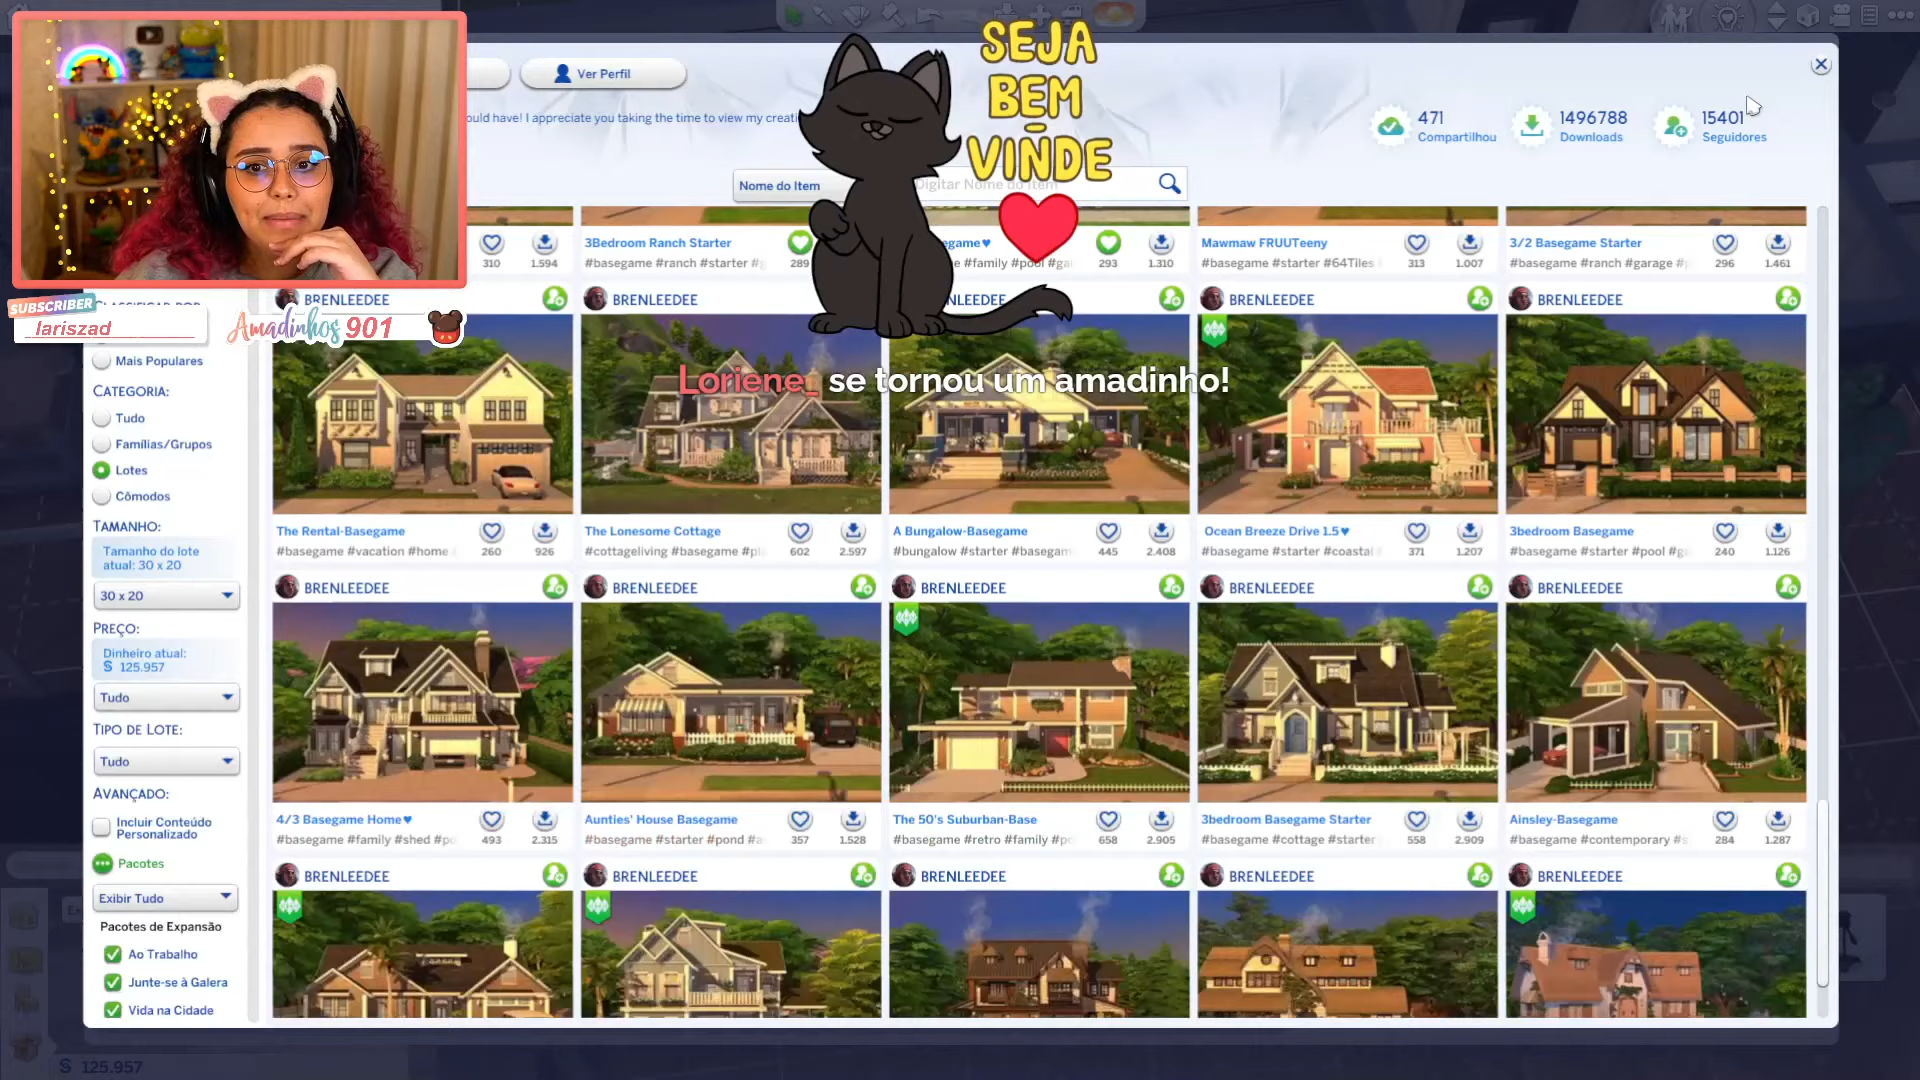 Ver Perfil
ould have! I appreciate you taking the time to view my creati
471
Compartilhou
1496788
Downloads
15401
Seguidores
SEJA
BEM
-
VINDE
Nome do Item
Digitar Nome do Item
SUBSCRIBER
lariszad
Amadinhos 901
Loriene_ se tornou um amadinho!
Mais Populares
CATEGORIA:
Tudo
Famílias/Grupos
Lotes
Cômodos
TAMANHO:
Tamanho do lote
atual: 30 x 20
30 x 20
PREÇO:
Dinheiro atual:
§ 125.957
Tudo
TIPO DE LOTE:
Tudo
AVANÇADO:
Incluir Conteúdo
Personalizado
Pacotes
Exibir Tudo
Pacotes de Expansão
Ao Trabalho
Junte-se à Galera
Vida na Cidade
310
1.594
3Bedroom Ranch Starter
#basegame #ranch #starter #g
289
egame♥
e #family #pool #ga
293
1.310
Mawmaw FRUUTeeny
#basegame #starter #64Tiles
313
1.007
3/2 Basegame Starter
#basegame #ranch #garage #p
296
1.461
BRENLEEDEE
BRENLEEDEE
NLEEDEE
BRENLEEDEE
BRENLEEDEE
The Rental-Basegame
#basegame #vacation #home
260
926
The Lonesome Cottage
#cottageliving #basegame #pl
602
2.597
A Bungalow-Basegame
#bungalow #starter #basegam
445
2.408
Ocean Breeze Drive 1.5♥
#basegame #starter #coastal
371
1.207
3bedroom Basegame
#basegame #starter #pool #ga
240
1.126
BRENLEEDEE
BRENLEEDEE
BRENLEEDEE
BRENLEEDEE
BRENLEEDEE
4/3 Basegame Home♥
#basegame #family #shed #po
493
2.315
Aunties' House Basegame
#basegame #starter #pond #a
357
1.528
The 50's Suburban-Base
#basegame #retro #family #po
658
2.905
3bedroom Basegame Starter
#basegame #cottage #starter
558
2.909
Ainsley-Basegame
#basegame #contemporary #s
284
1.287
BRENLEEDEE
BRENLEEDEE
BRENLEEDEE
BRENLEEDEE
BRENLEEDEE
§ 125.957